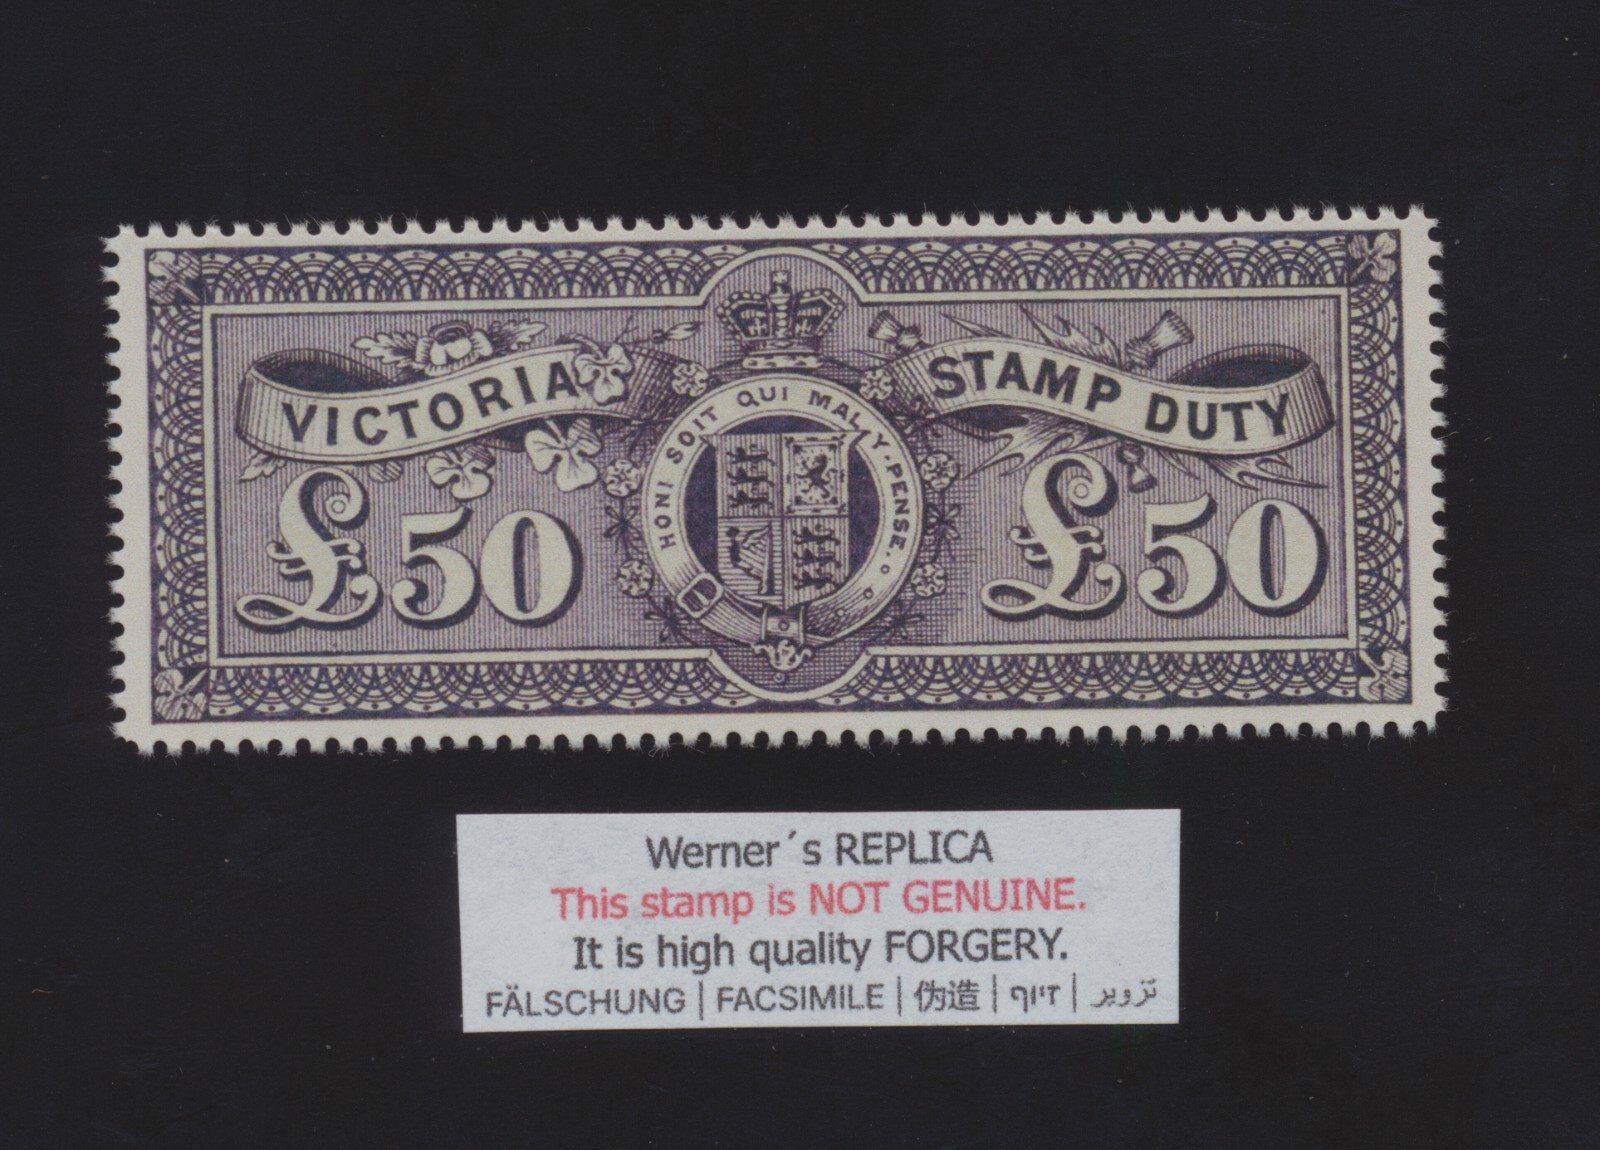 VICTORIA
STAMP DUTY
HONI SOIT QUI MAL Y·PENSE.
£50
£50
Werner´s REPLICA
This stamp is NOT GENUINE.
It is high quality FORGERY.
FÄLSCHUNG | FACSIMILE | 伪造 | זיוף | تزوير